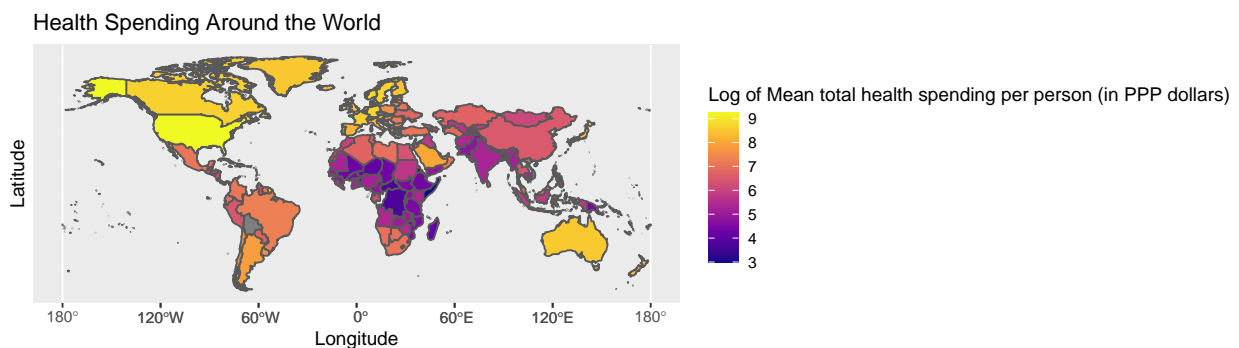 Health Spending Around the World
Latitude
180°
120°W
60°W
0°
60°E
120°E
180°
Longitude
Log of Mean total health spending per person (in PPP dollars)
9
8
7
6
5
4
3